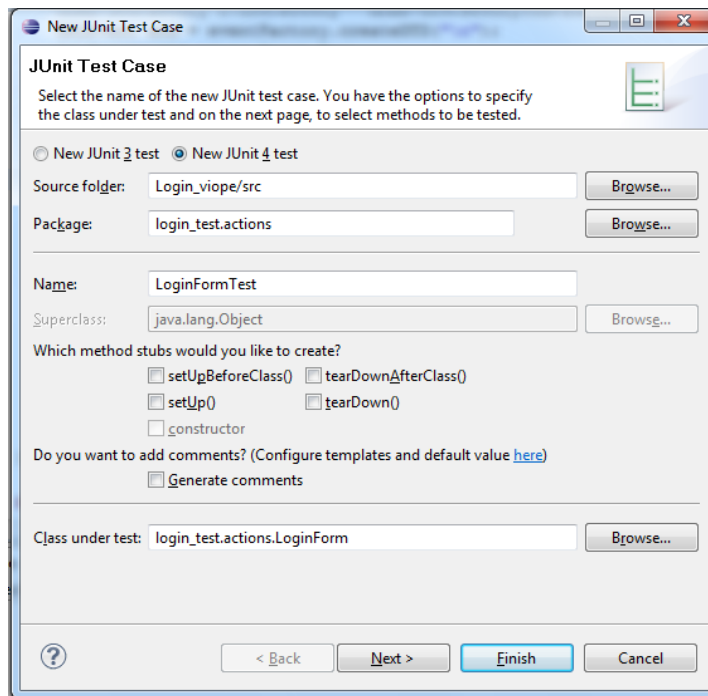 New JUnit Test Case
JUnit Test Case
Select the name of the new JUnit test case. You have the options to specify
the class under test and on the next page, to select methods to be tested.
New JUnit 3 test New JUnit 4 test
Source folder: Login_viope/src Browse...
Package: login_test.actions Browse...
Name: LoginFormTest
Superclass: java.lang.Object Browse...
Which method stubs would you like to create?
setUpBeforeClass() tearDownAfterClass()
setUp() tearDown()
constructor
Do you want to add comments? (Configure templates and default value here)
Generate comments
Class under test: login_test.actions.LoginForm Browse...
? < Back Next > Finish Cancel